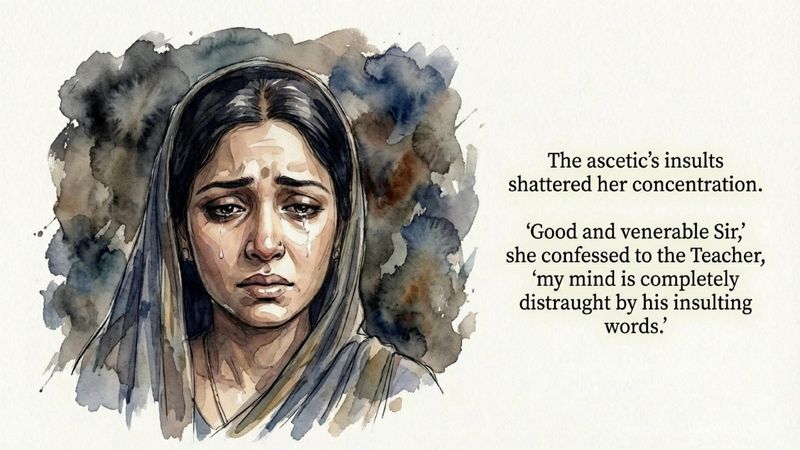 The ascetic’s insults
shattered her concentration.
‘Good and venerable Sir,’
she confessed to the Teacher,
‘my mind is completely
distraught by his insulting
words.’